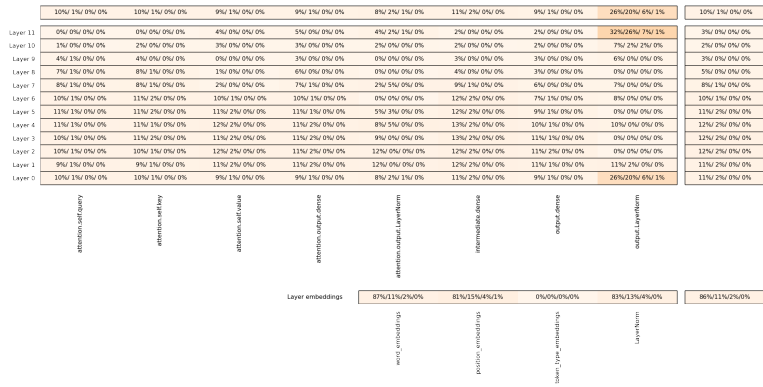 10%/ 1%/ 0%/ 0% 10%/ 1%/ 0%/ 0% 9%/ 1%/ 0%/ 0% 9%/ 1%/ 0%/ 0% 8%/ 2%/ 1%/ 0% 11%/ 2%/ 0%/ 0% 9%/ 1%/ 0%/ 0% 26%/20%/ 6%/ 1% 10%/ 1%/ 0%/ 0%
Layer 11 0%/ 0%/ 0%/ 0% 0%/ 0%/ 0%/ 0% 4%/ 0%/ 0%/ 0% 5%/ 0%/ 0%/ 0% 4%/ 2%/ 1%/ 0% 2%/ 0%/ 0%/ 0% 2%/ 0%/ 0%/ 0% 32%/26%/ 7%/ 1% 3%/ 0%/ 0%/ 0%
Layer 10 1%/ 0%/ 0%/ 0% 2%/ 0%/ 0%/ 0% 3%/ 0%/ 0%/ 0% 3%/ 0%/ 0%/ 0% 2%/ 0%/ 0%/ 0% 2%/ 0%/ 0%/ 0% 2%/ 0%/ 0%/ 0% 7%/ 2%/ 2%/ 0% 2%/ 0%/ 0%/ 0%
Layer 9 4%/ 1%/ 0%/ 0% 4%/ 0%/ 0%/ 0% 0%/ 0%/ 0%/ 0% 3%/ 0%/ 0%/ 0% 0%/ 0%/ 0%/ 0% 3%/ 0%/ 0%/ 0% 3%/ 0%/ 0%/ 0% 6%/ 0%/ 0%/ 0% 3%/ 0%/ 0%/ 0%
Layer 8 7%/ 1%/ 0%/ 0% 8%/ 1%/ 0%/ 0% 1%/ 0%/ 0%/ 0% 6%/ 0%/ 0%/ 0% 0%/ 0%/ 0%/ 0% 4%/ 0%/ 0%/ 0% 3%/ 0%/ 0%/ 0% 0%/ 0%/ 0%/ 0% 5%/ 0%/ 0%/ 0%
Layer 7 8%/ 1%/ 0%/ 0% 8%/ 1%/ 0%/ 0% 2%/ 0%/ 0%/ 0% 7%/ 1%/ 0%/ 0% 2%/ 5%/ 0%/ 0% 9%/ 1%/ 0%/ 0% 6%/ 0%/ 0%/ 0% 7%/ 0%/ 0%/ 0% 8%/ 1%/ 0%/ 0%
Layer 6 10%/ 1%/ 0%/ 0% 11%/ 2%/ 0%/ 0% 10%/ 1%/ 0%/ 0% 10%/ 1%/ 0%/ 0% 0%/ 0%/ 0%/ 0% 12%/ 2%/ 0%/ 0% 7%/ 1%/ 0%/ 0% 8%/ 0%/ 0%/ 0% 10%/ 1%/ 0%/ 0%
Layer 5 11%/ 1%/ 0%/ 0% 11%/ 2%/ 0%/ 0% 11%/ 2%/ 0%/ 0% 11%/ 1%/ 0%/ 0% 5%/ 3%/ 0%/ 0% 12%/ 2%/ 0%/ 0% 9%/ 1%/ 0%/ 0% 0%/ 0%/ 0%/ 0% 11%/ 2%/ 0%/ 0%
Layer 4 11%/ 1%/ 0%/ 0% 11%/ 2%/ 0%/ 0% 12%/ 2%/ 0%/ 0% 11%/ 2%/ 0%/ 0% 8%/ 5%/ 0%/ 0% 13%/ 2%/ 0%/ 0% 10%/ 1%/ 0%/ 0% 10%/ 0%/ 0%/ 0% 12%/ 2%/ 0%/ 0%
Layer 3 10%/ 1%/ 0%/ 0% 11%/ 2%/ 0%/ 0% 11%/ 2%/ 0%/ 0% 11%/ 2%/ 0%/ 0% 9%/ 0%/ 0%/ 0% 13%/ 2%/ 0%/ 0% 11%/ 1%/ 0%/ 0% 0%/ 0%/ 0%/ 0% 12%/ 2%/ 0%/ 0%
Layer 2 10%/ 1%/ 0%/ 0% 10%/ 1%/ 0%/ 0% 12%/ 2%/ 0%/ 0% 11%/ 2%/ 0%/ 0% 12%/ 0%/ 0%/ 0% 12%/ 2%/ 0%/ 0% 11%/ 2%/ 0%/ 0% 0%/ 0%/ 0%/ 0% 12%/ 2%/ 0%/ 0%
Layer 1 9%/ 1%/ 0%/ 0% 9%/ 1%/ 0%/ 0% 11%/ 2%/ 0%/ 0% 11%/ 2%/ 0%/ 0% 12%/ 0%/ 0%/ 0% 12%/ 2%/ 0%/ 0% 11%/ 1%/ 0%/ 0% 11%/ 2%/ 0%/ 0% 11%/ 2%/ 0%/ 0%
Layer 0 10%/ 1%/ 0%/ 0% 10%/ 1%/ 0%/ 0% 9%/ 1%/ 0%/ 0% 9%/ 1%/ 0%/ 0% 8%/ 2%/ 1%/ 0% 11%/ 2%/ 0%/ 0% 9%/ 1%/ 0%/ 0% 26%/20%/ 6%/ 1% 11%/ 2%/ 0%/ 0%
attention.self.query
attention.self.key
attention.self.value
attention.output.dense
attention.output.LayerNorm
intermediate.dense
output.dense
output.LayerNorm
Layer embeddings 87%/11%/2%/0% 81%/15%/4%/1% 0%/0%/0%/0% 83%/13%/4%/0% 86%/11%/2%/0%
word_embeddings
position_embeddings
token_type_embeddings
LayerNorm